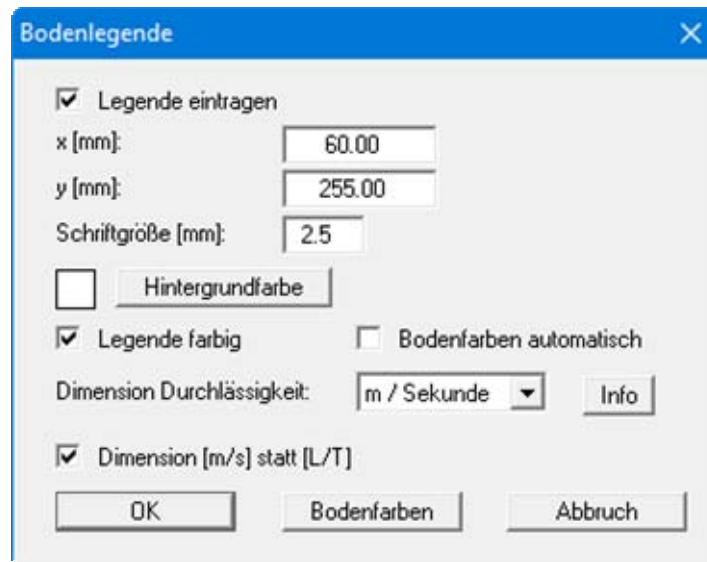 Bodenlegende
Legende eintragen
x [mm]: 60.00
y [mm]: 255.00
Schriftgröße [mm]: 2.5
Hintergrundfarbe
Legende farbig Bodenfarben automatisch
Dimension Durchlässigkeit: m / Sekunde Info
Dimension [m/s] statt [L/T]
OK Bodenfarben Abbruch